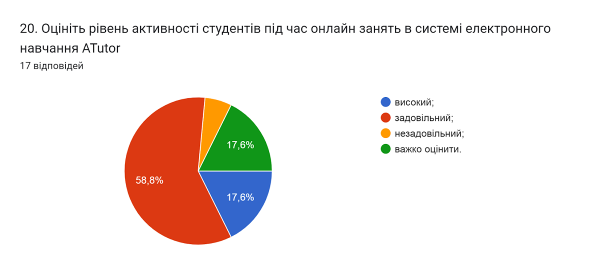 20. Оцініть рівень активності студентів під час онлайн занять в системі електронного
навчання ATutor
17 відповідей
високий;
задовільний;
незадовільний;
важко оцінити.
17,6%
58,8%
17,6%